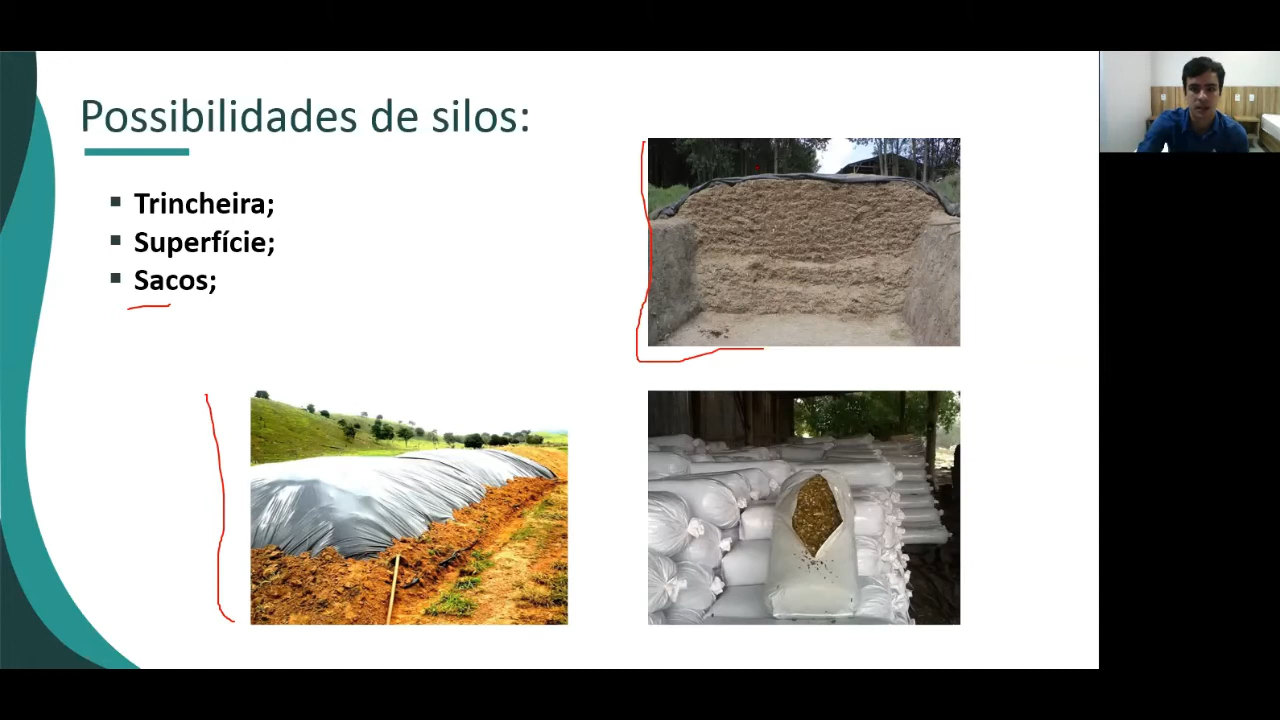 Possibilidades de silos:
Trincheira;
Superfície;
Sacos;